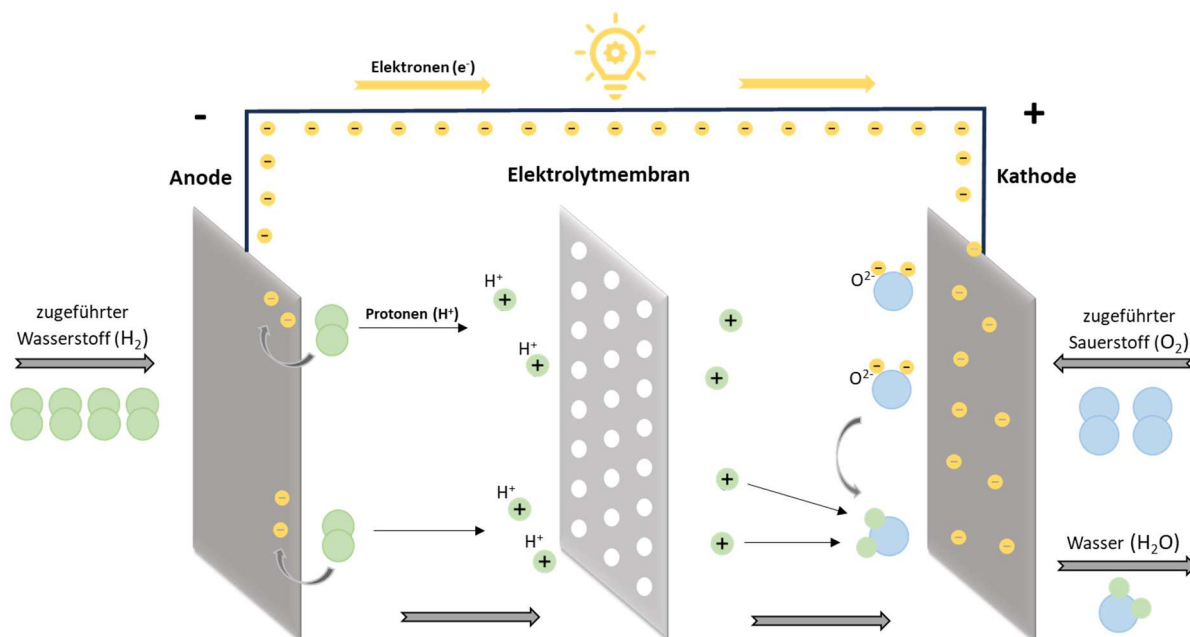 Elektronen (e⁻)
-
+
Anode
Elektrolytmembran
Kathode
zugeführter
Wasserstoff (H₂)
Protonen (H⁺)
H⁺
H⁺
O²⁻
O²⁻
zugeführter
Sauerstoff (O₂)
H⁺
H⁺
Wasser (H₂O)